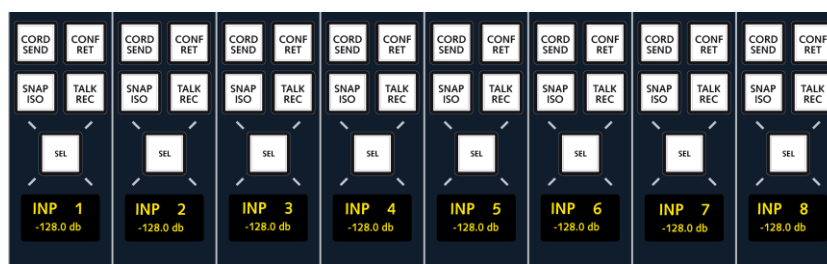 CORD SEND CONF RET CORD SEND CONF RET CORD SEND CONF RET CORD SEND CONF RET CORD SEND CONF RET CORD SEND CONF RET CORD SEND CONF RET CORD SEND CONF RET
SNAP ISO TALK REC SNAP ISO TALK REC SNAP ISO TALK REC SNAP ISO TALK REC SNAP ISO TALK REC SNAP ISO TALK REC SNAP ISO TALK REC SNAP ISO TALK REC
SEL SEL SEL SEL SEL SEL SEL SEL
INP 1 INP 2 INP 3 INP 4 INP 5 INP 6 INP 7 INP 8
-128.0 db -128.0 db -128.0 db -128.0 db -128.0 db -128.0 db -128.0 db -128.0 db